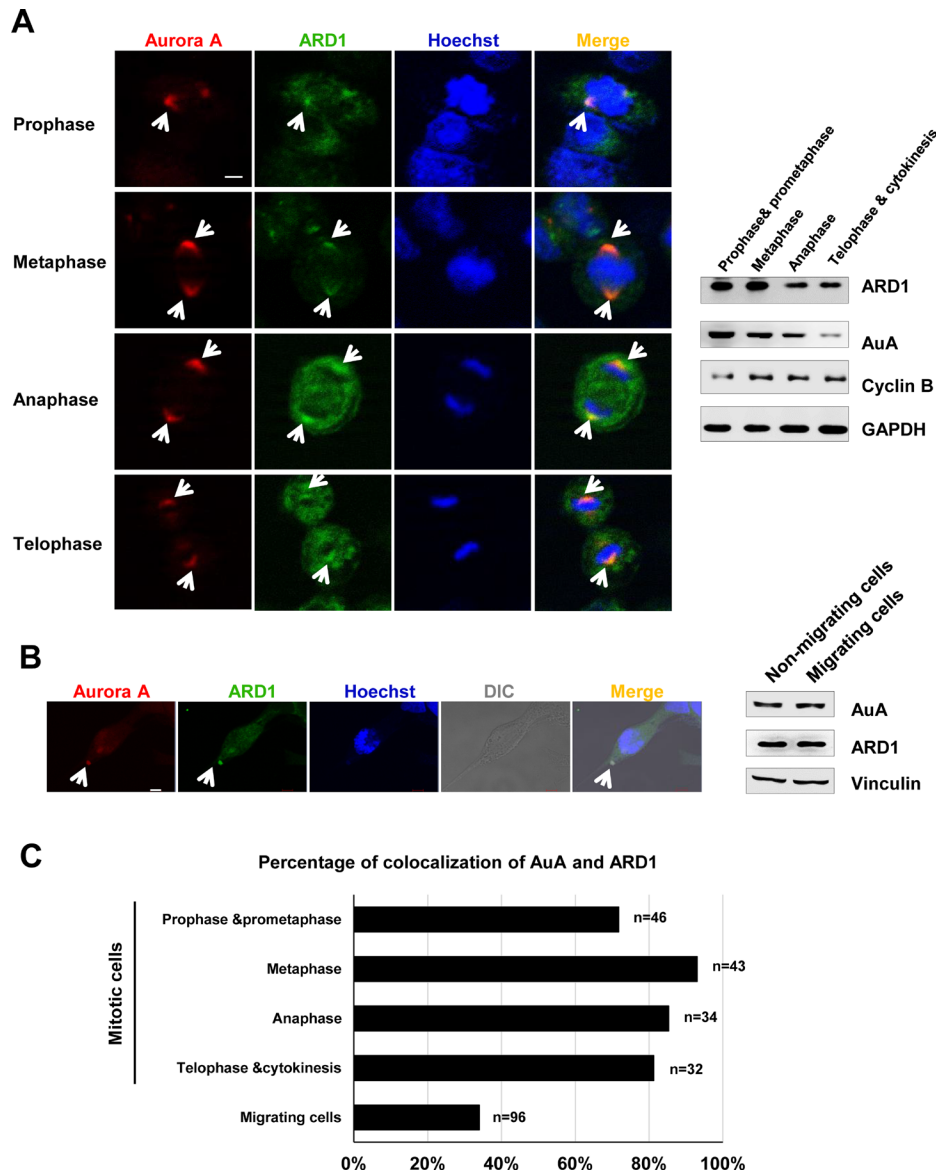 A
Aurora A ARD1 Hoechst Merge
Prophase
Metaphase
Anaphase
Telophase
Prophase& prometaphase
Metaphase
Anaphase
Telophase & cytokinesis
ARD1
AuA
Cyclin B
GAPDH
B
Aurora A ARD1 Hoechst DIC Merge
Non-migrating cells
Migrating cells
AuA
ARD1
Vinculin
C
Percentage of colocalization of AuA and ARD1
Mitotic cells
Prophase &prometaphase n=46
Metaphase n=43
Anaphase n=34
Telophase &cytokinesis n=32
Migrating cells n=96
0% 20% 40% 60% 80% 100%